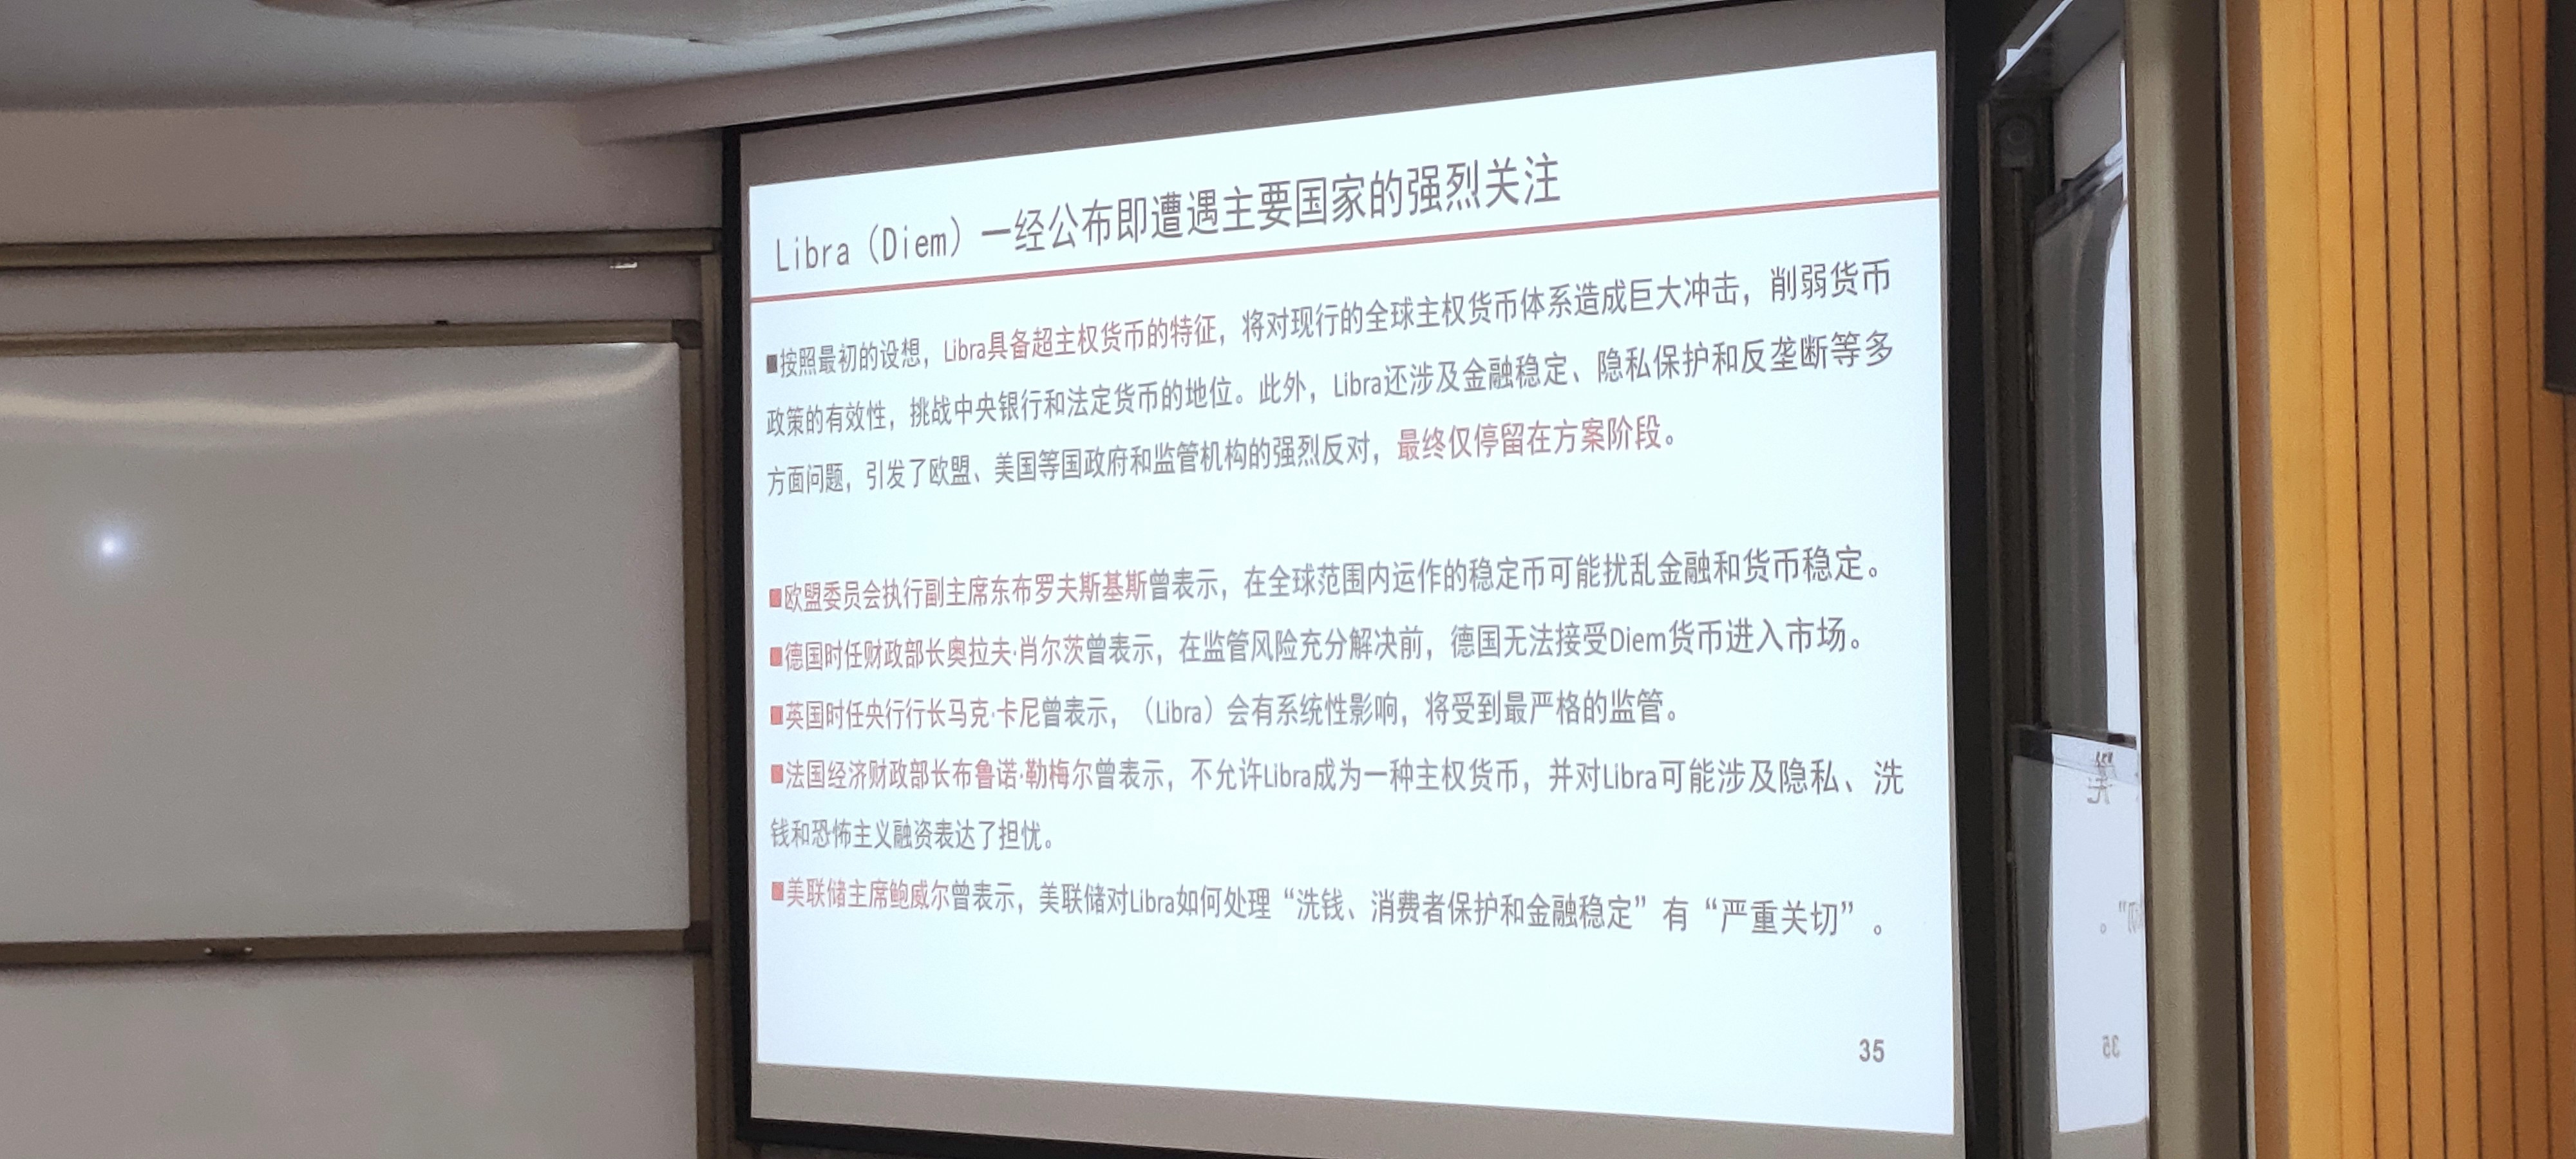 Libra（Diem）一经公布即遭遇主要国家的强烈关注
■按照最初的设想，Libra具备超主权货币的特征，将对现行的全球主权货币体系造成巨大冲击，削弱货币
政策的有效性，挑战中央银行和法定货币的地位。此外，Libra还涉及金融稳定、隐私保护和反垄断等多
方面问题，引发了欧盟、美国等国政府和监管机构的强烈反对，最终仅停留在方案阶段。
■欧盟委员会执行副主席东布罗夫斯基斯曾表示，在全球范围内运作的稳定币可能扰乱金融和货币稳定。
■德国时任财政部长奥拉夫·肖尔茨曾表示，在监管风险充分解决前，德国无法接受Diem货币进入市场。
■英国时任央行行长马克·卡尼曾表示，（Libra）会有系统性影响，将受到最严格的监管。
■法国经济财政部长布鲁诺·勒梅尔曾表示，不允许Libra成为一种主权货币，并对Libra可能涉及隐私、洗
钱和恐怖主义融资表达了担忧。
■美联储主席鲍威尔曾表示，美联储对Libra如何处理“洗钱、消费者保护和金融稳定”有“严重关切”。
35